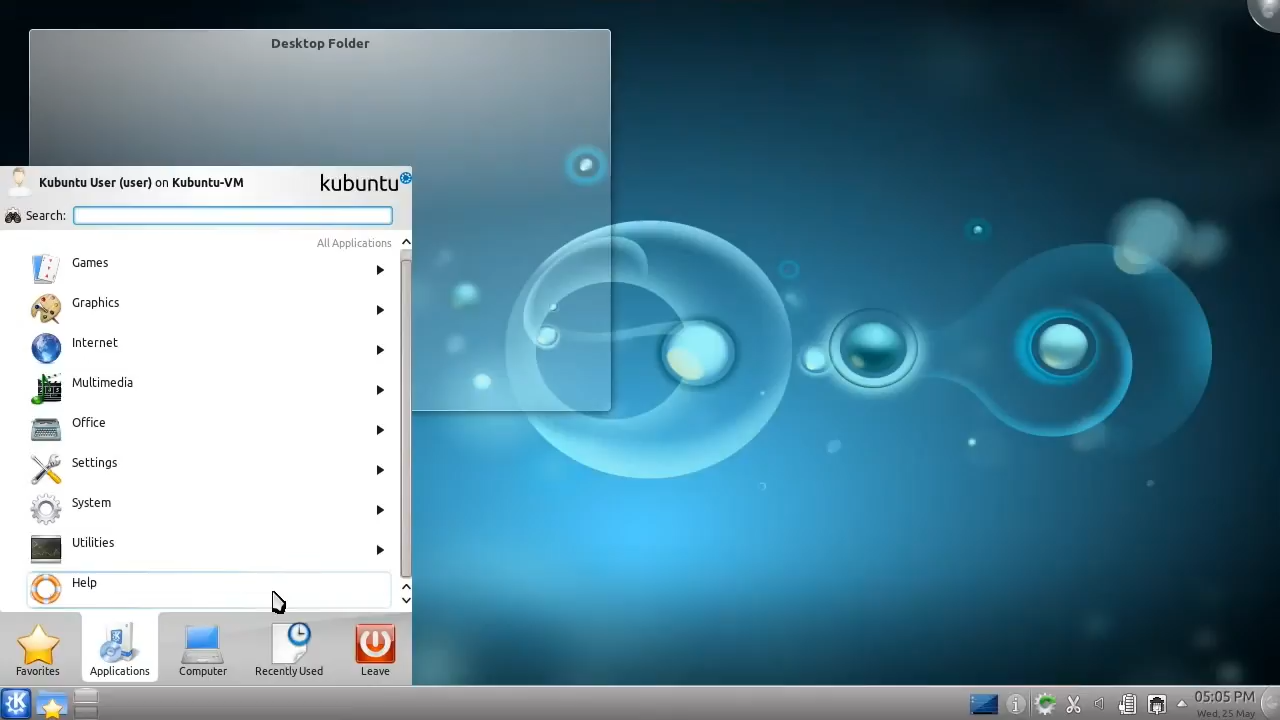 Desktop Folder
Kubuntu User (user) on Kubuntu-VM
kubuntu
Search:
All Applications
Games
Graphics
Internet
Multimedia
Office
Settings
System
Utilities
Help
Favorites
Applications
Computer
Recently Used
Leave
05:05 PM
Wed, 25 May